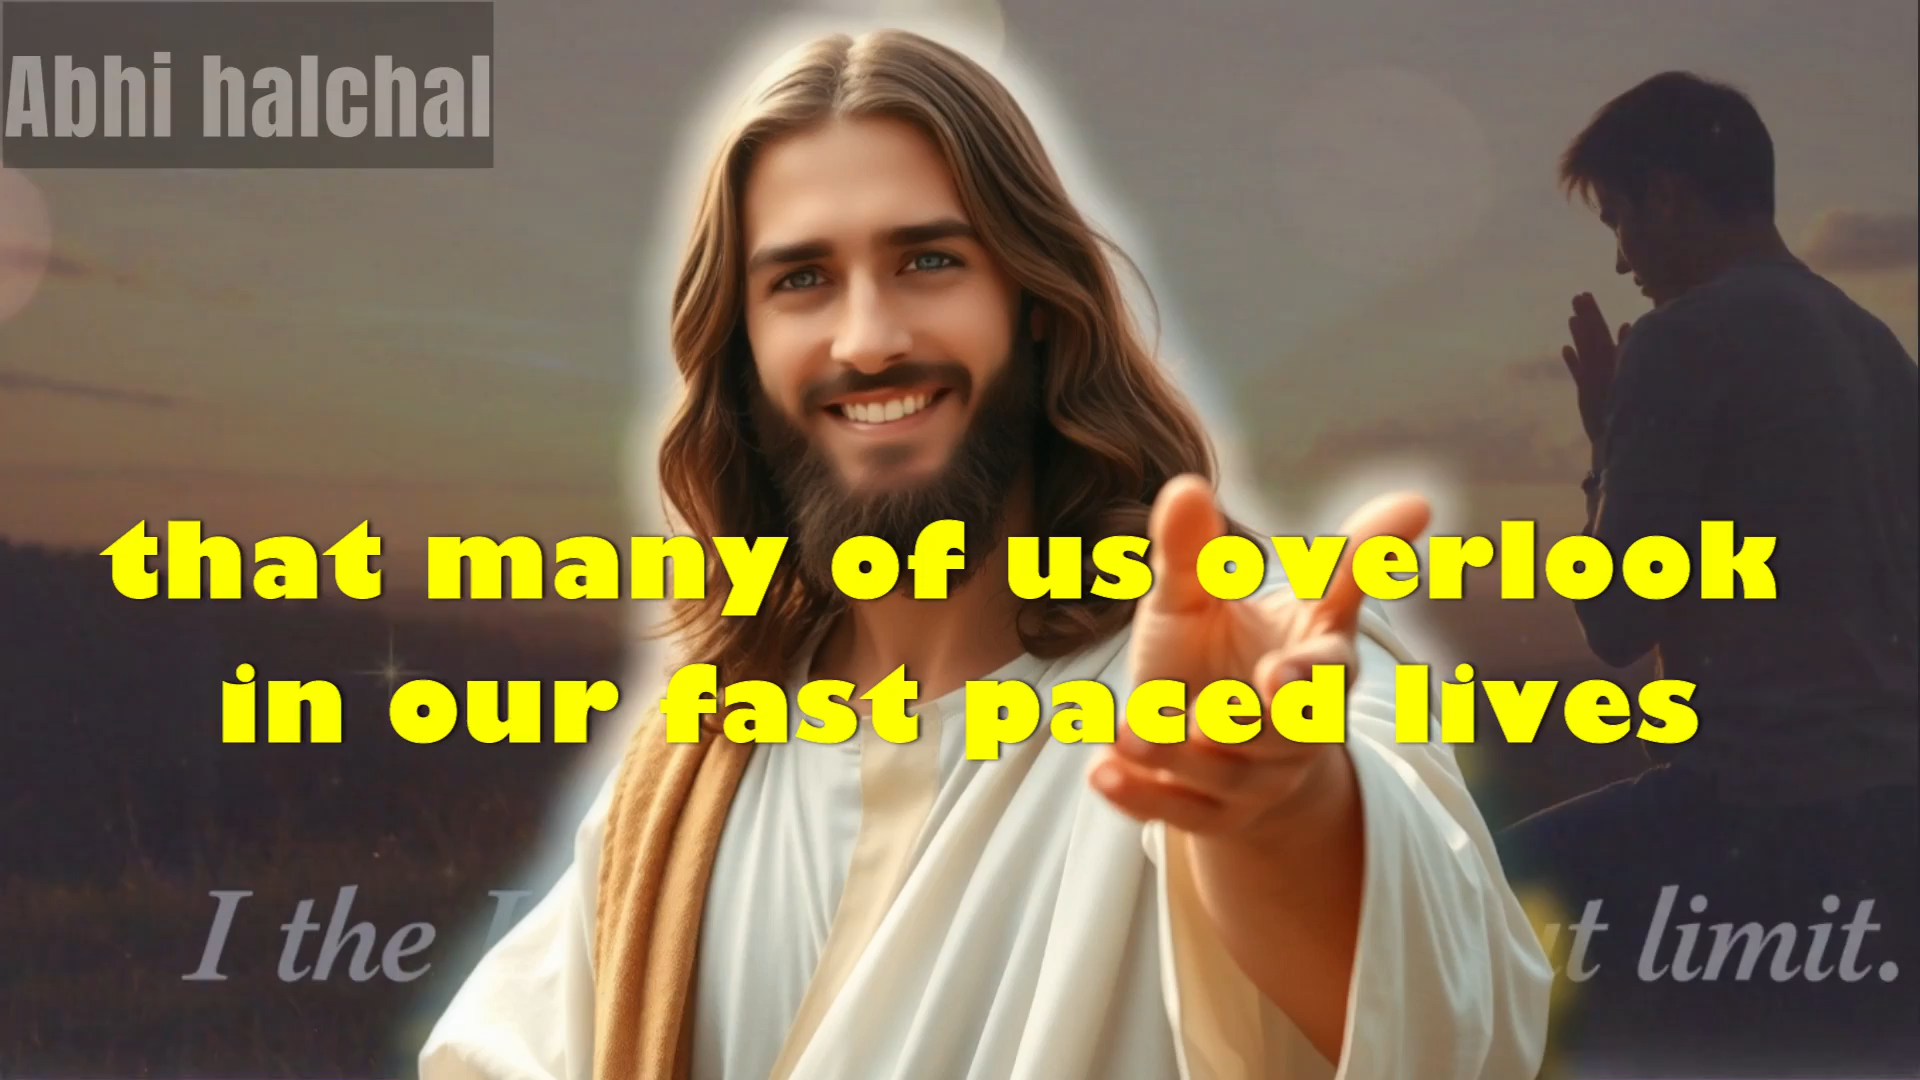 Abhi halchal
that many of us overlook
in our fast paced lives
I the limit.